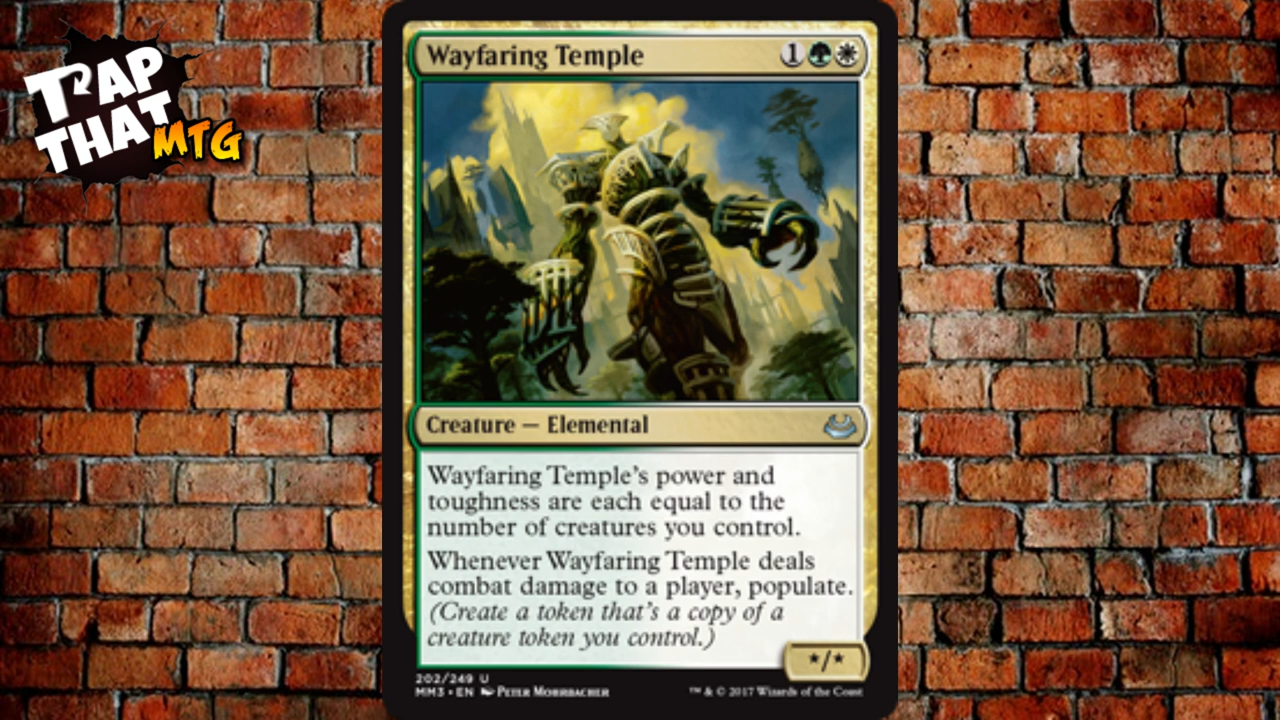 TRAP
THAT
MTG
Wayfaring Temple 1
Creature — Elemental
Wayfaring Temple's power and
toughness are each equal to the
number of creatures you control.
Whenever Wayfaring Temple deals
combat damage to a player, populate.
(Create a token that's a copy of a
creature token you control.)
*/*
202/249 U
MM3 • EN Peter Mohrbacher
™ & © 2017 Wizards of the Coast